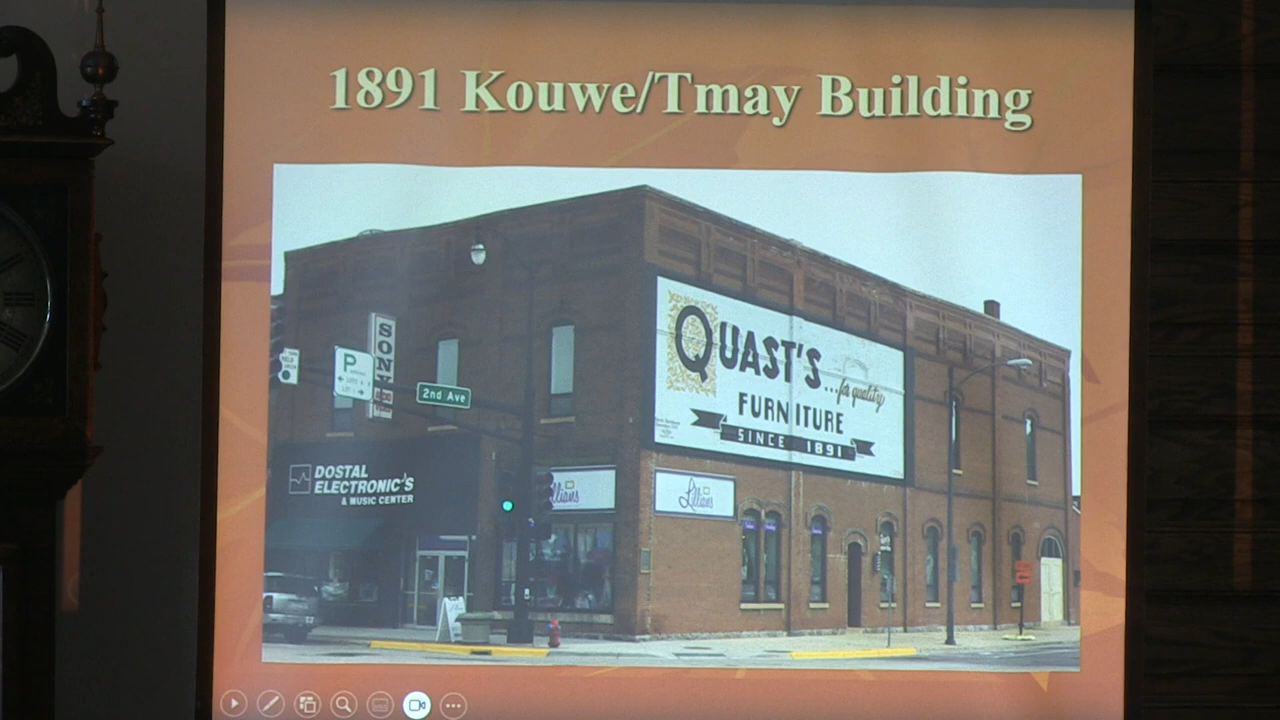 1891 Kouwe/Tmay Building
QUAST'S
...for quality
FURNITURE
SINCE 1891
SONY
P
2nd Ave
DOSTAL
ELECTRONIC'S
& MUSIC CENTER
Lillians
Lillians